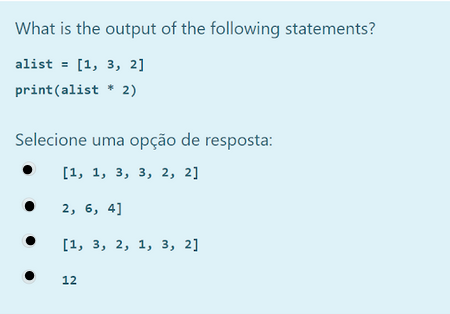 What is the output of the following statements?
alist = [1, 3, 2]
print(alist * 2)
Selecione uma opção de resposta:
[1, 1, 3, 3, 2, 2]
2, 6, 4]
[1, 3, 2, 1, 3, 2]
12